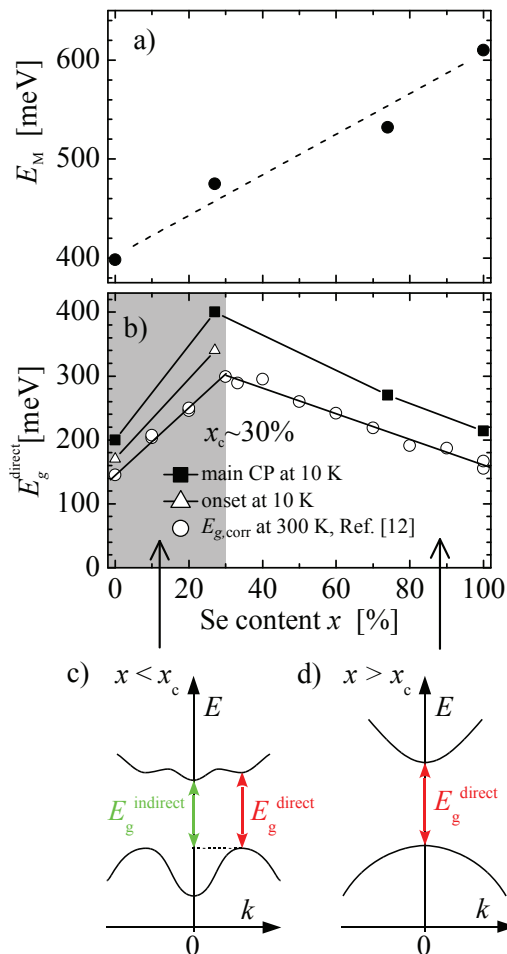 a)
E_M [meV]
600
500
400
b)
E_g^direct [meV]
400
300
200
100
0
x_c~30%
main CP at 10 K
onset at 10 K
E_g,corr at 300 K, Ref. [12]
0 20 40 60 80 100
Se content x [%]
c) x < x_c
E
E_g^indirect
E_g^direct
k
0
d) x > x_c
E
E_g^direct
k
0